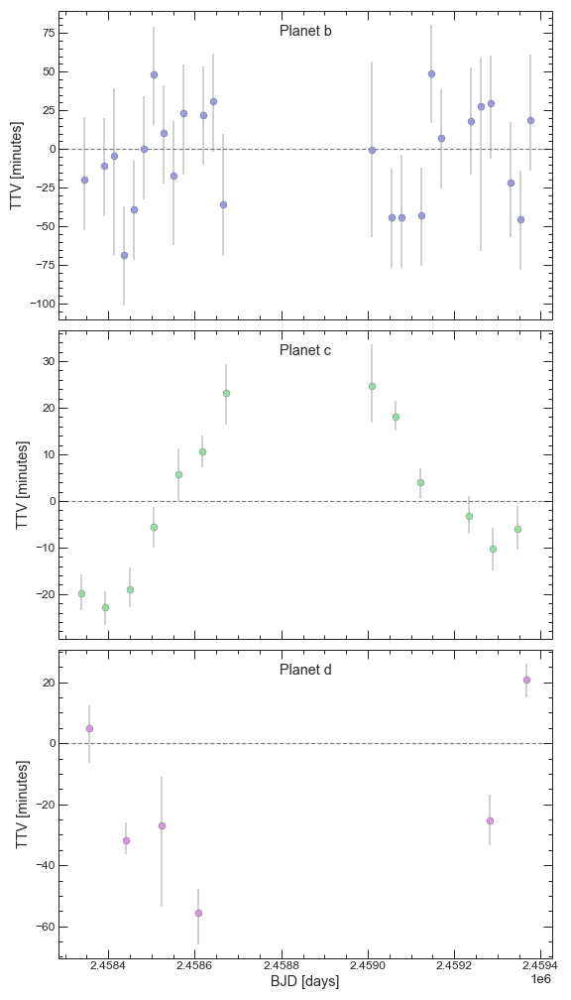 Planet b
TTV [minutes]
75
50
25
0
−25
−50
−75
−100
Planet c
TTV [minutes]
30
20
10
0
−10
−20
Planet d
TTV [minutes]
20
0
−20
−40
−60
2.4584 2.4586 2.4588 2.4590 2.4592 2.4594
1e6
BJD [days]